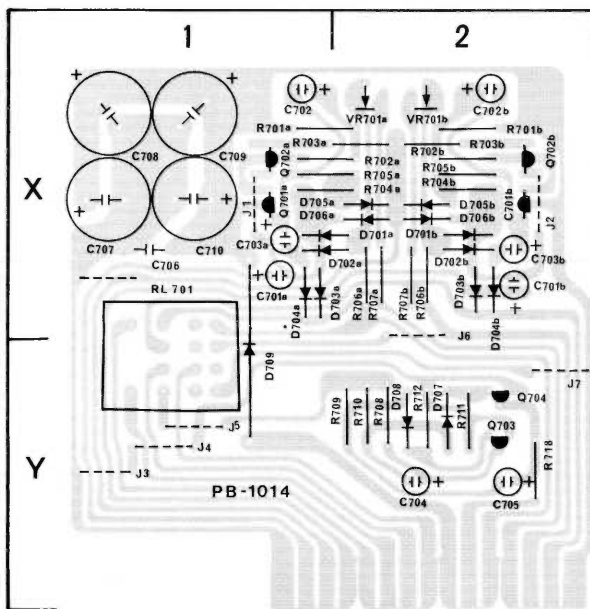 1 2
X
Y
C702
C702b
VR701a
VR701b
R701a
R701b
R703a
R703b
C708
C709
Q702a
R702a
R702b
Q702b
R705a
R705b
R704a
R704b
J1
Q701a
C701b
J2
D705a
D705b
D706a
D706b
C703a
D701a
D701b
C707
C706
C710
D702a
D702b
C703b
RL 701
C701a
D704a
D703a
R706a
R707a
R707b
R706b
D703b
D704b
C701b
J6
D709
J7
R709
R710
R708
D708
R712
D707
R711
Q704
Q703
J5
J4
J3
R718
PB-1014
C704
C705